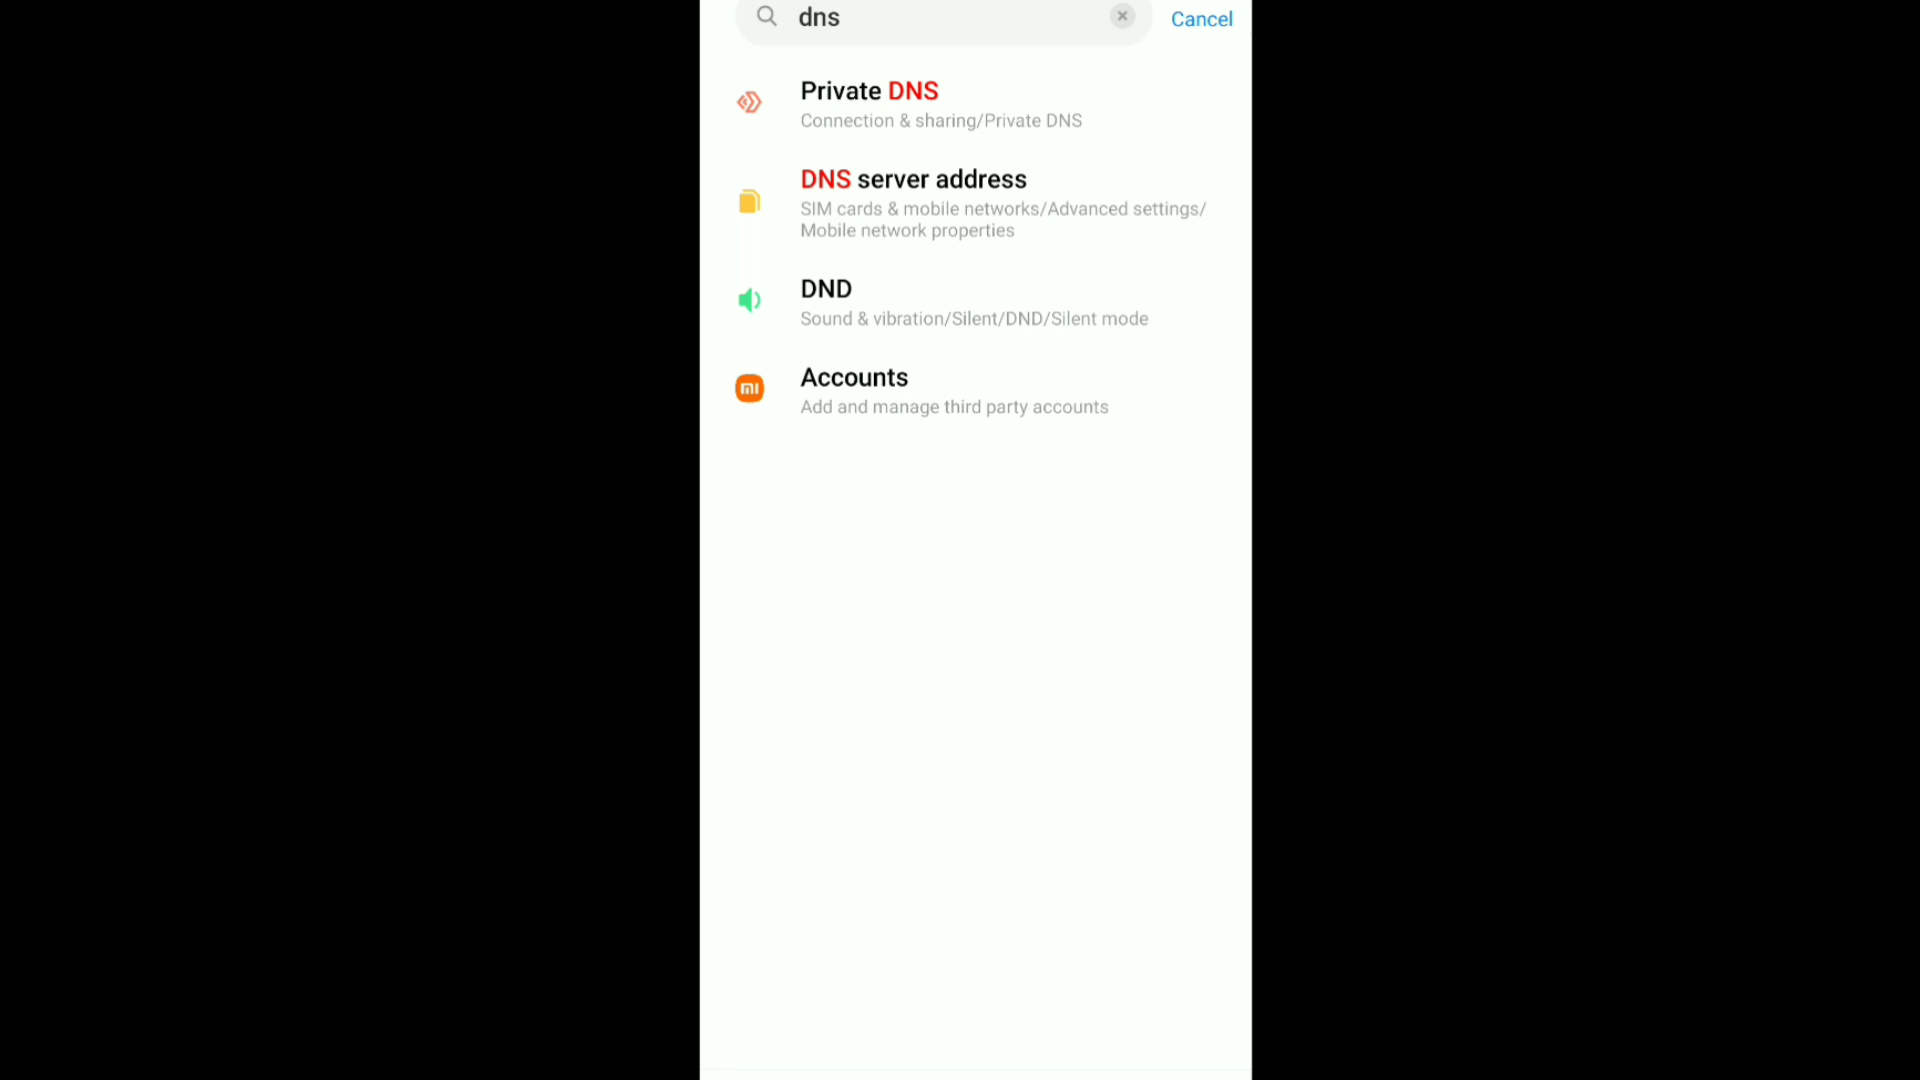 dns
Cancel
Private DNS
Connection & sharing/Private DNS
DNS server address
SIM cards & mobile networks/Advanced settings/
Mobile network properties
DND
Sound & vibration/Silent/DND/Silent mode
mi
Accounts
Add and manage third party accounts